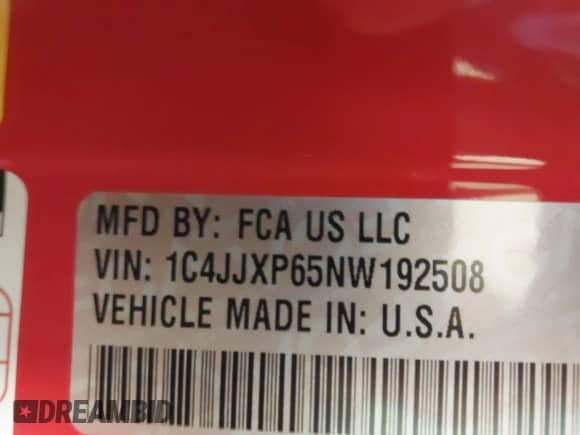 MFD BY: FCA US LLC
VIN: 1C4JJXP65NW192508
VEHICLE MADE IN: U.S.A.
DREAMBID